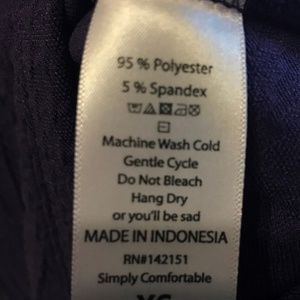 95 % Polyester
5 % Spandex
Machine Wash Cold
Gentle Cycle
Do Not Bleach
Hang Dry
or you'll be sad
MADE IN INDONESIA
RN#142151
Simply Comfortable
XS